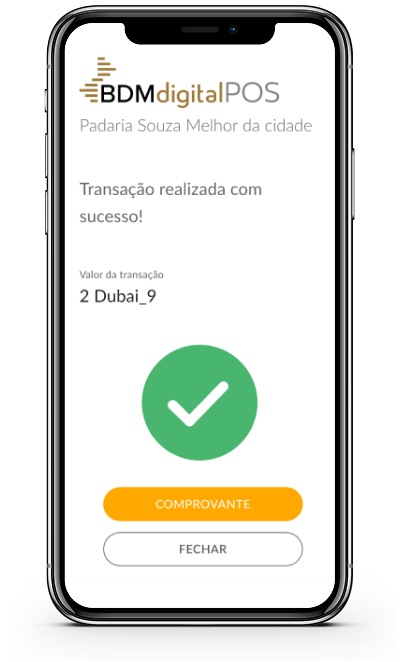 BDMdigitalPOS
Padaria Souza Melhor da cidade
Transação realizada com
sucesso!
Valor da transação
2 Dubai_9
COMPROVANTE
FECHAR